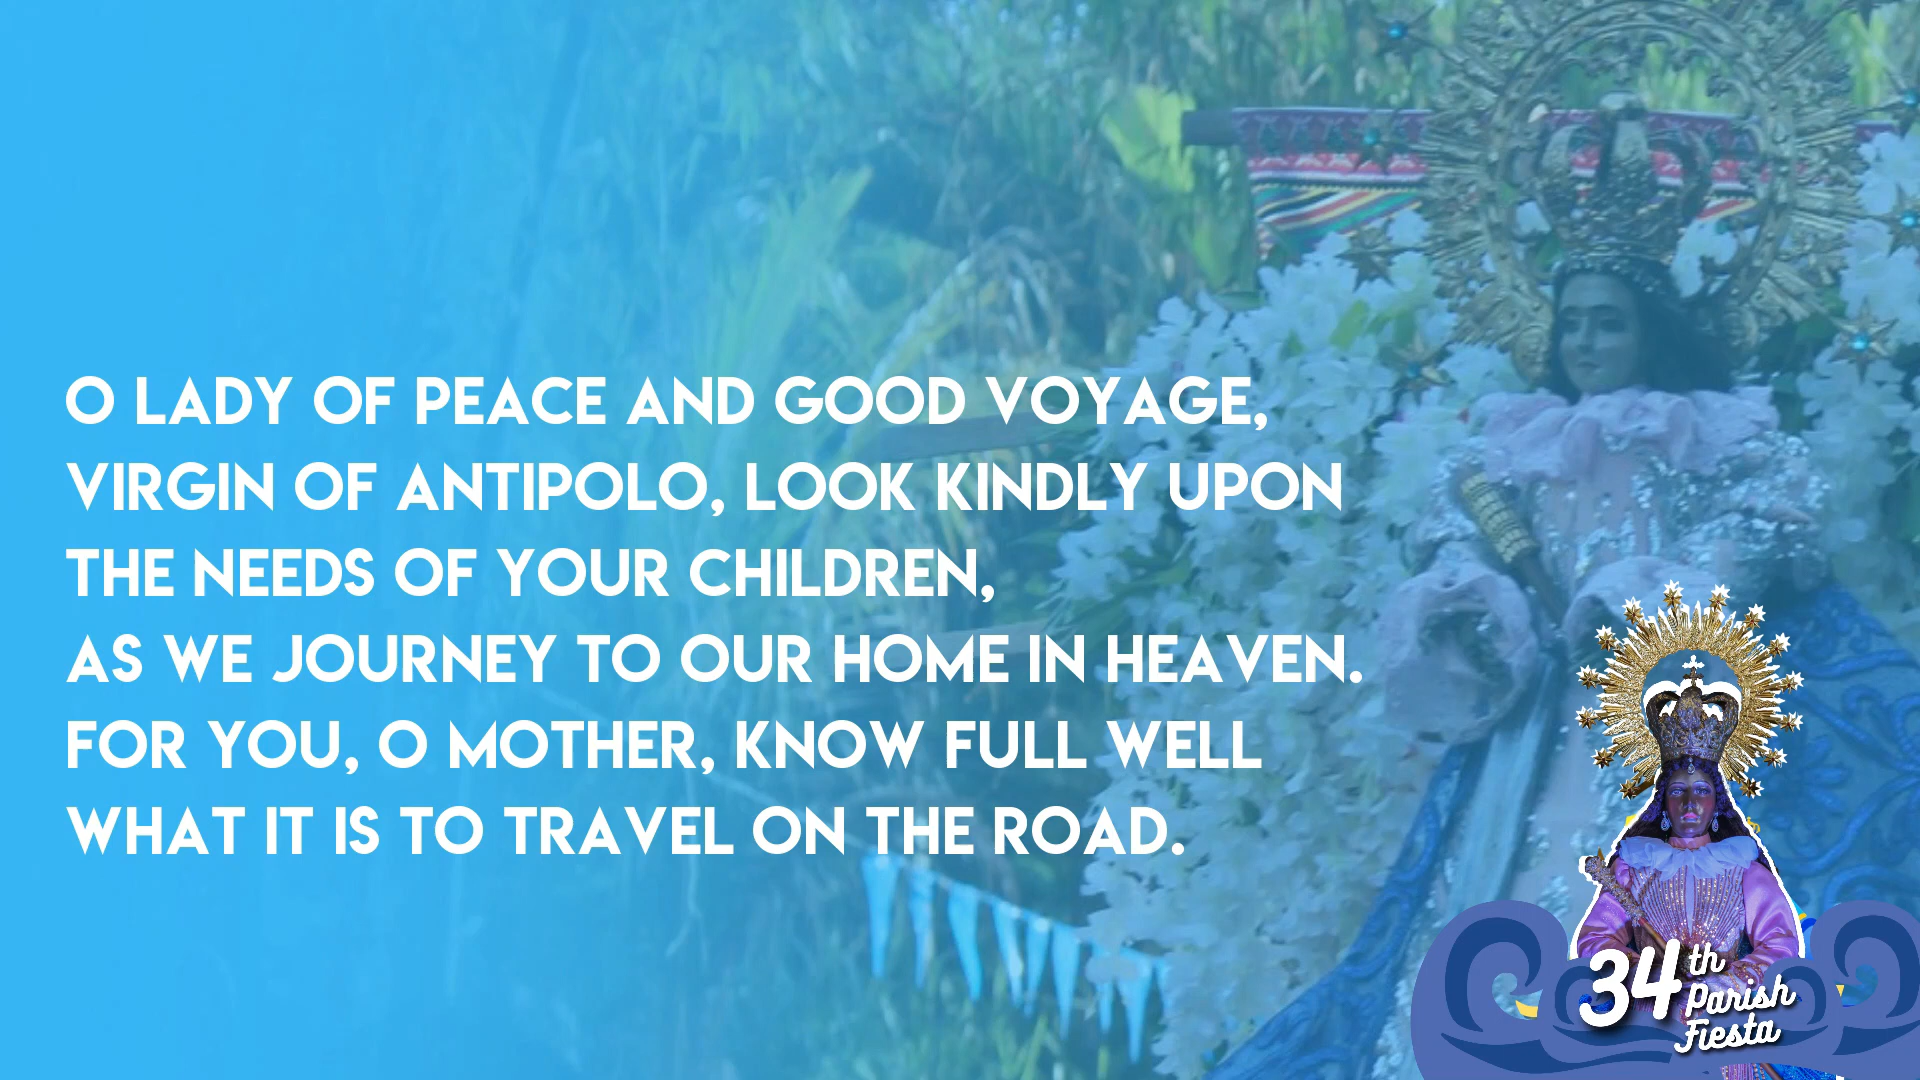 O LADY OF PEACE AND GOOD VOYAGE,
VIRGIN OF ANTIPOLO, LOOK KINDLY UPON
THE NEEDS OF YOUR CHILDREN,
AS WE JOURNEY TO OUR HOME IN HEAVEN.
FOR YOU, O MOTHER, KNOW FULL WELL
WHAT IT IS TO TRAVEL ON THE ROAD.
34th
Parish
Fiesta